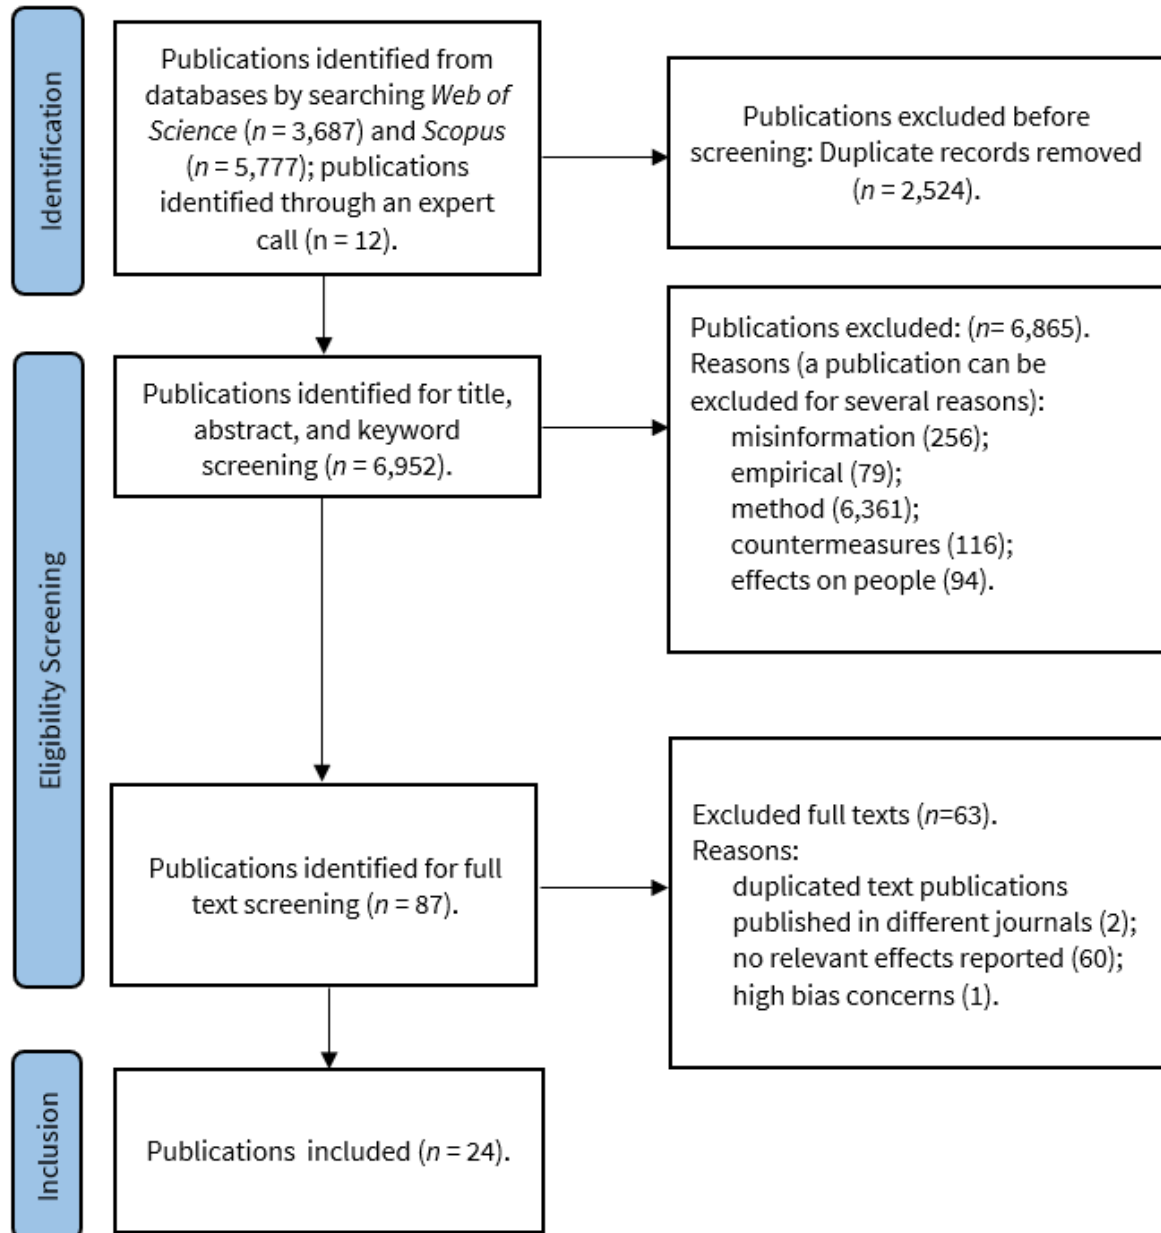 Identification
Publications identified from
databases by searching Web of
Science (n = 3,687) and Scopus
(n = 5,777); publications
identified through an expert
call (n = 12).
Publications excluded before
screening: Duplicate records removed
(n = 2,524).
Eligibility Screening
Publications identified for title,
abstract, and keyword
screening (n = 6,952).
Publications excluded: (n= 6,865).
Reasons (a publication can be
excluded for several reasons):
misinformation (256);
empirical (79);
method (6,361);
countermeasures (116);
effects on people (94).
Publications identified for full
text screening (n = 87).
Excluded full texts (n=63).
Reasons:
duplicated text publications
published in different journals (2);
no relevant effects reported (60);
high bias concerns (1).
Inclusion
Publications included (n = 24).